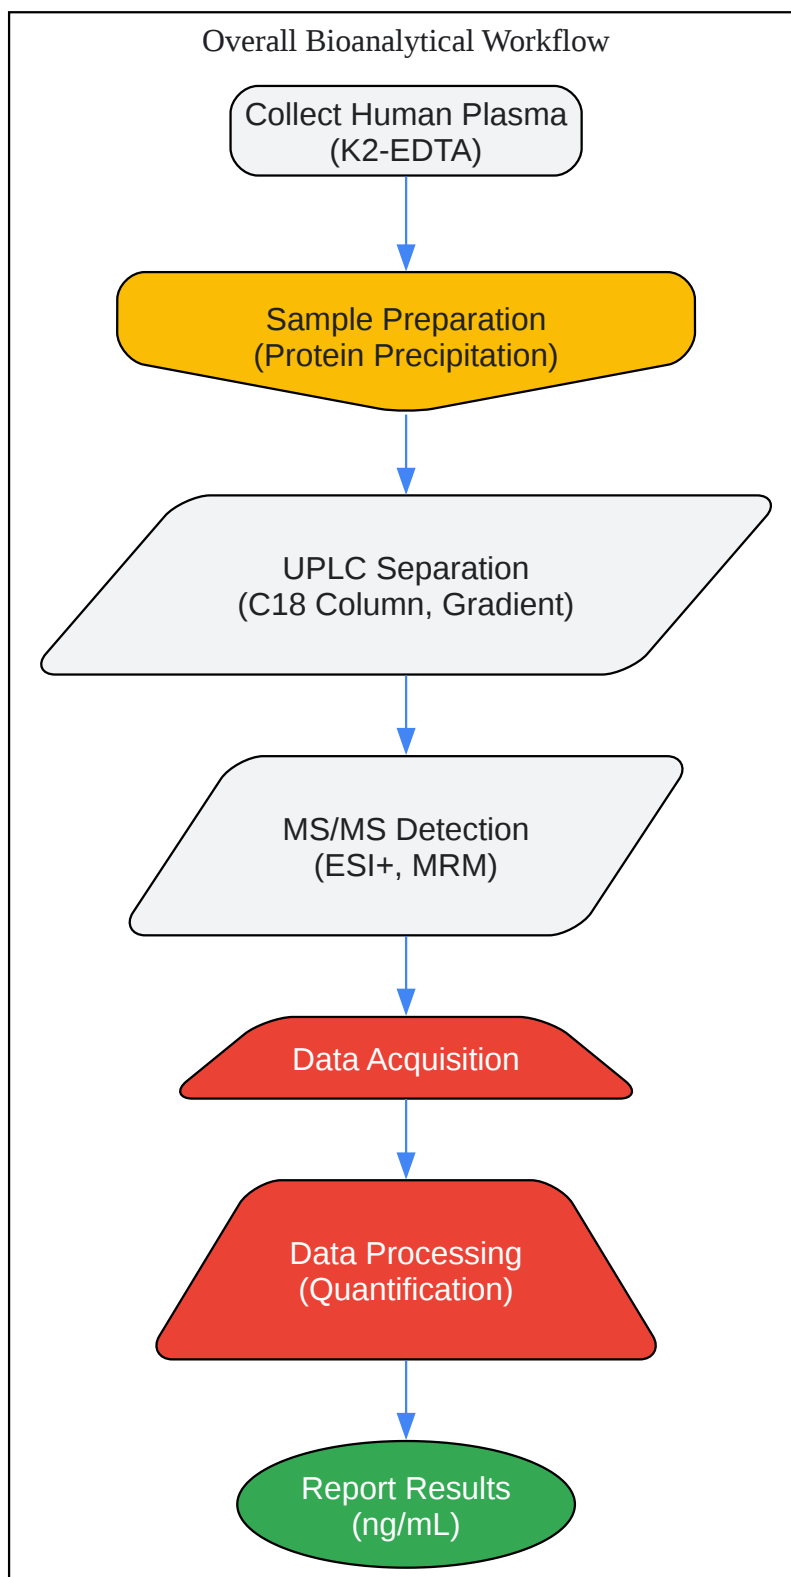 Overall Bioanalytical Workflow
Collect Human Plasma
(K2-EDTA)
Sample Preparation
(Protein Precipitation)
UPLC Separation
(C18 Column, Gradient)
MS/MS Detection
(ESI+, MRM)
Data Acquisition
Data Processing
(Quantification)
Report Results
(ng/mL)